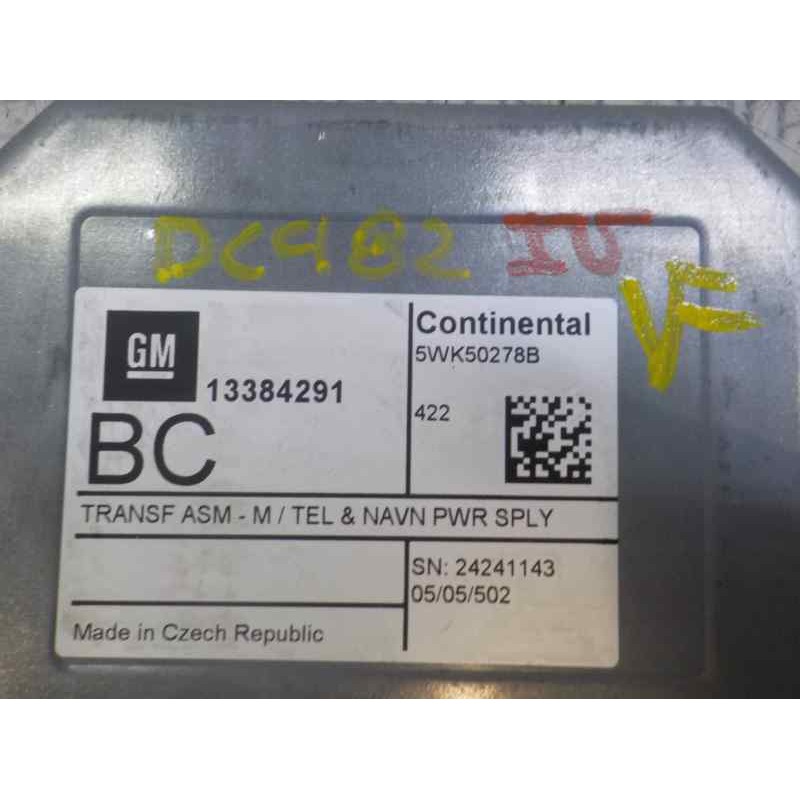 DC982 IU
VF
GM
13384291
BC
Continental
5WK50278B
422
TRANSF ASM - M / TEL & NAVN PWR SPLY
SN: 24241143
05/05/502
Made in Czech Republic